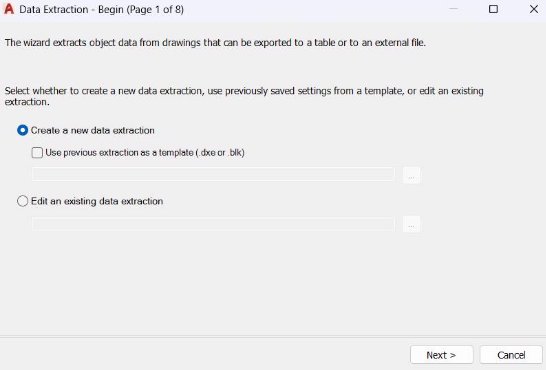 A Data Extraction - Begin (Page 1 of 8)
The wizard extracts object data from drawings that can be exported to a table or to an external file.
Select whether to create a new data extraction, use previously saved settings from a template, or edit an existing
extraction.
Create a new data extraction
Use previous extraction as a template (.dxe or .blk)
...
Edit an existing data extraction
...
Next >
Cancel